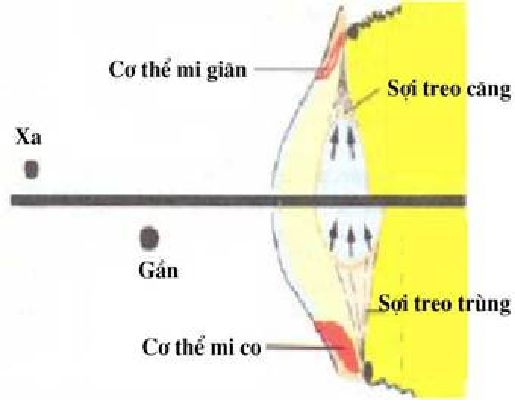 Cơ thể mi giãn
Sợi treo căng
Xa
Gần
Sợi treo trùng
Cơ thể mi co